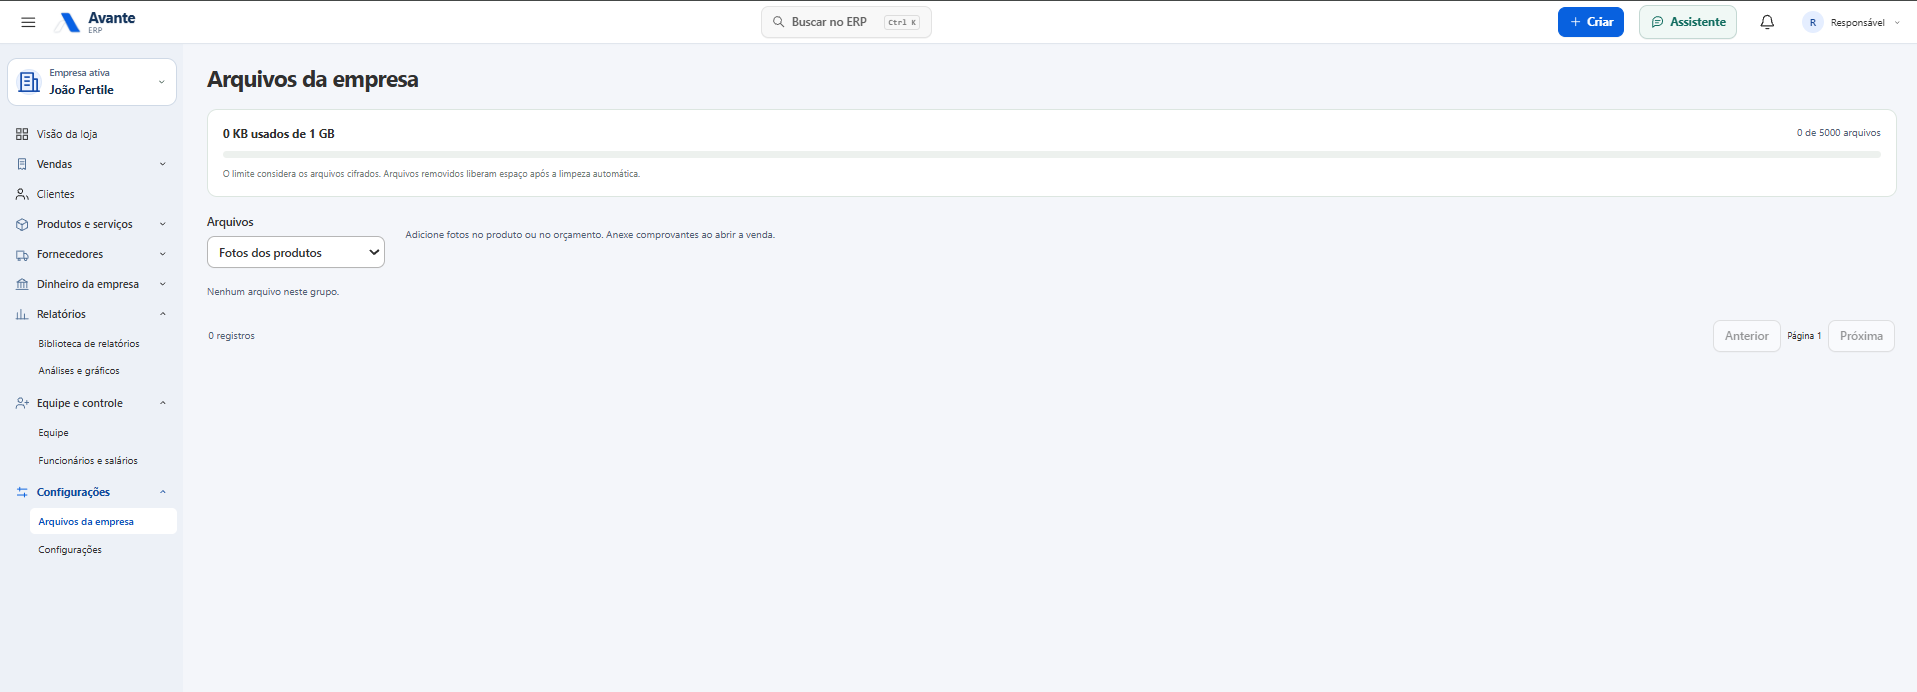 Avante
ERP
Buscar no ERP
Ctrl K
+ Criar
Assistente
R
Responsável
Empresa ativa
João Pertile
Visão da loja
Vendas
Clientes
Produtos e serviços
Fornecedores
Dinheiro da empresa
Relatórios
Biblioteca de relatórios
Análises e gráficos
Equipe e controle
Equipe
Funcionários e salários
Configurações
Arquivos da empresa
Configurações
Arquivos da empresa
0 KB usados de 1 GB
0 de 5000 arquivos
O limite considera os arquivos cifrados. Arquivos removidos liberam espaço após a limpeza automática.
Arquivos
Fotos dos produtos
Adicione fotos no produto ou no orçamento. Anexe comprovantes ao abrir a venda.
Nenhum arquivo neste grupo.
0 registros
Anterior
Página 1
Próxima